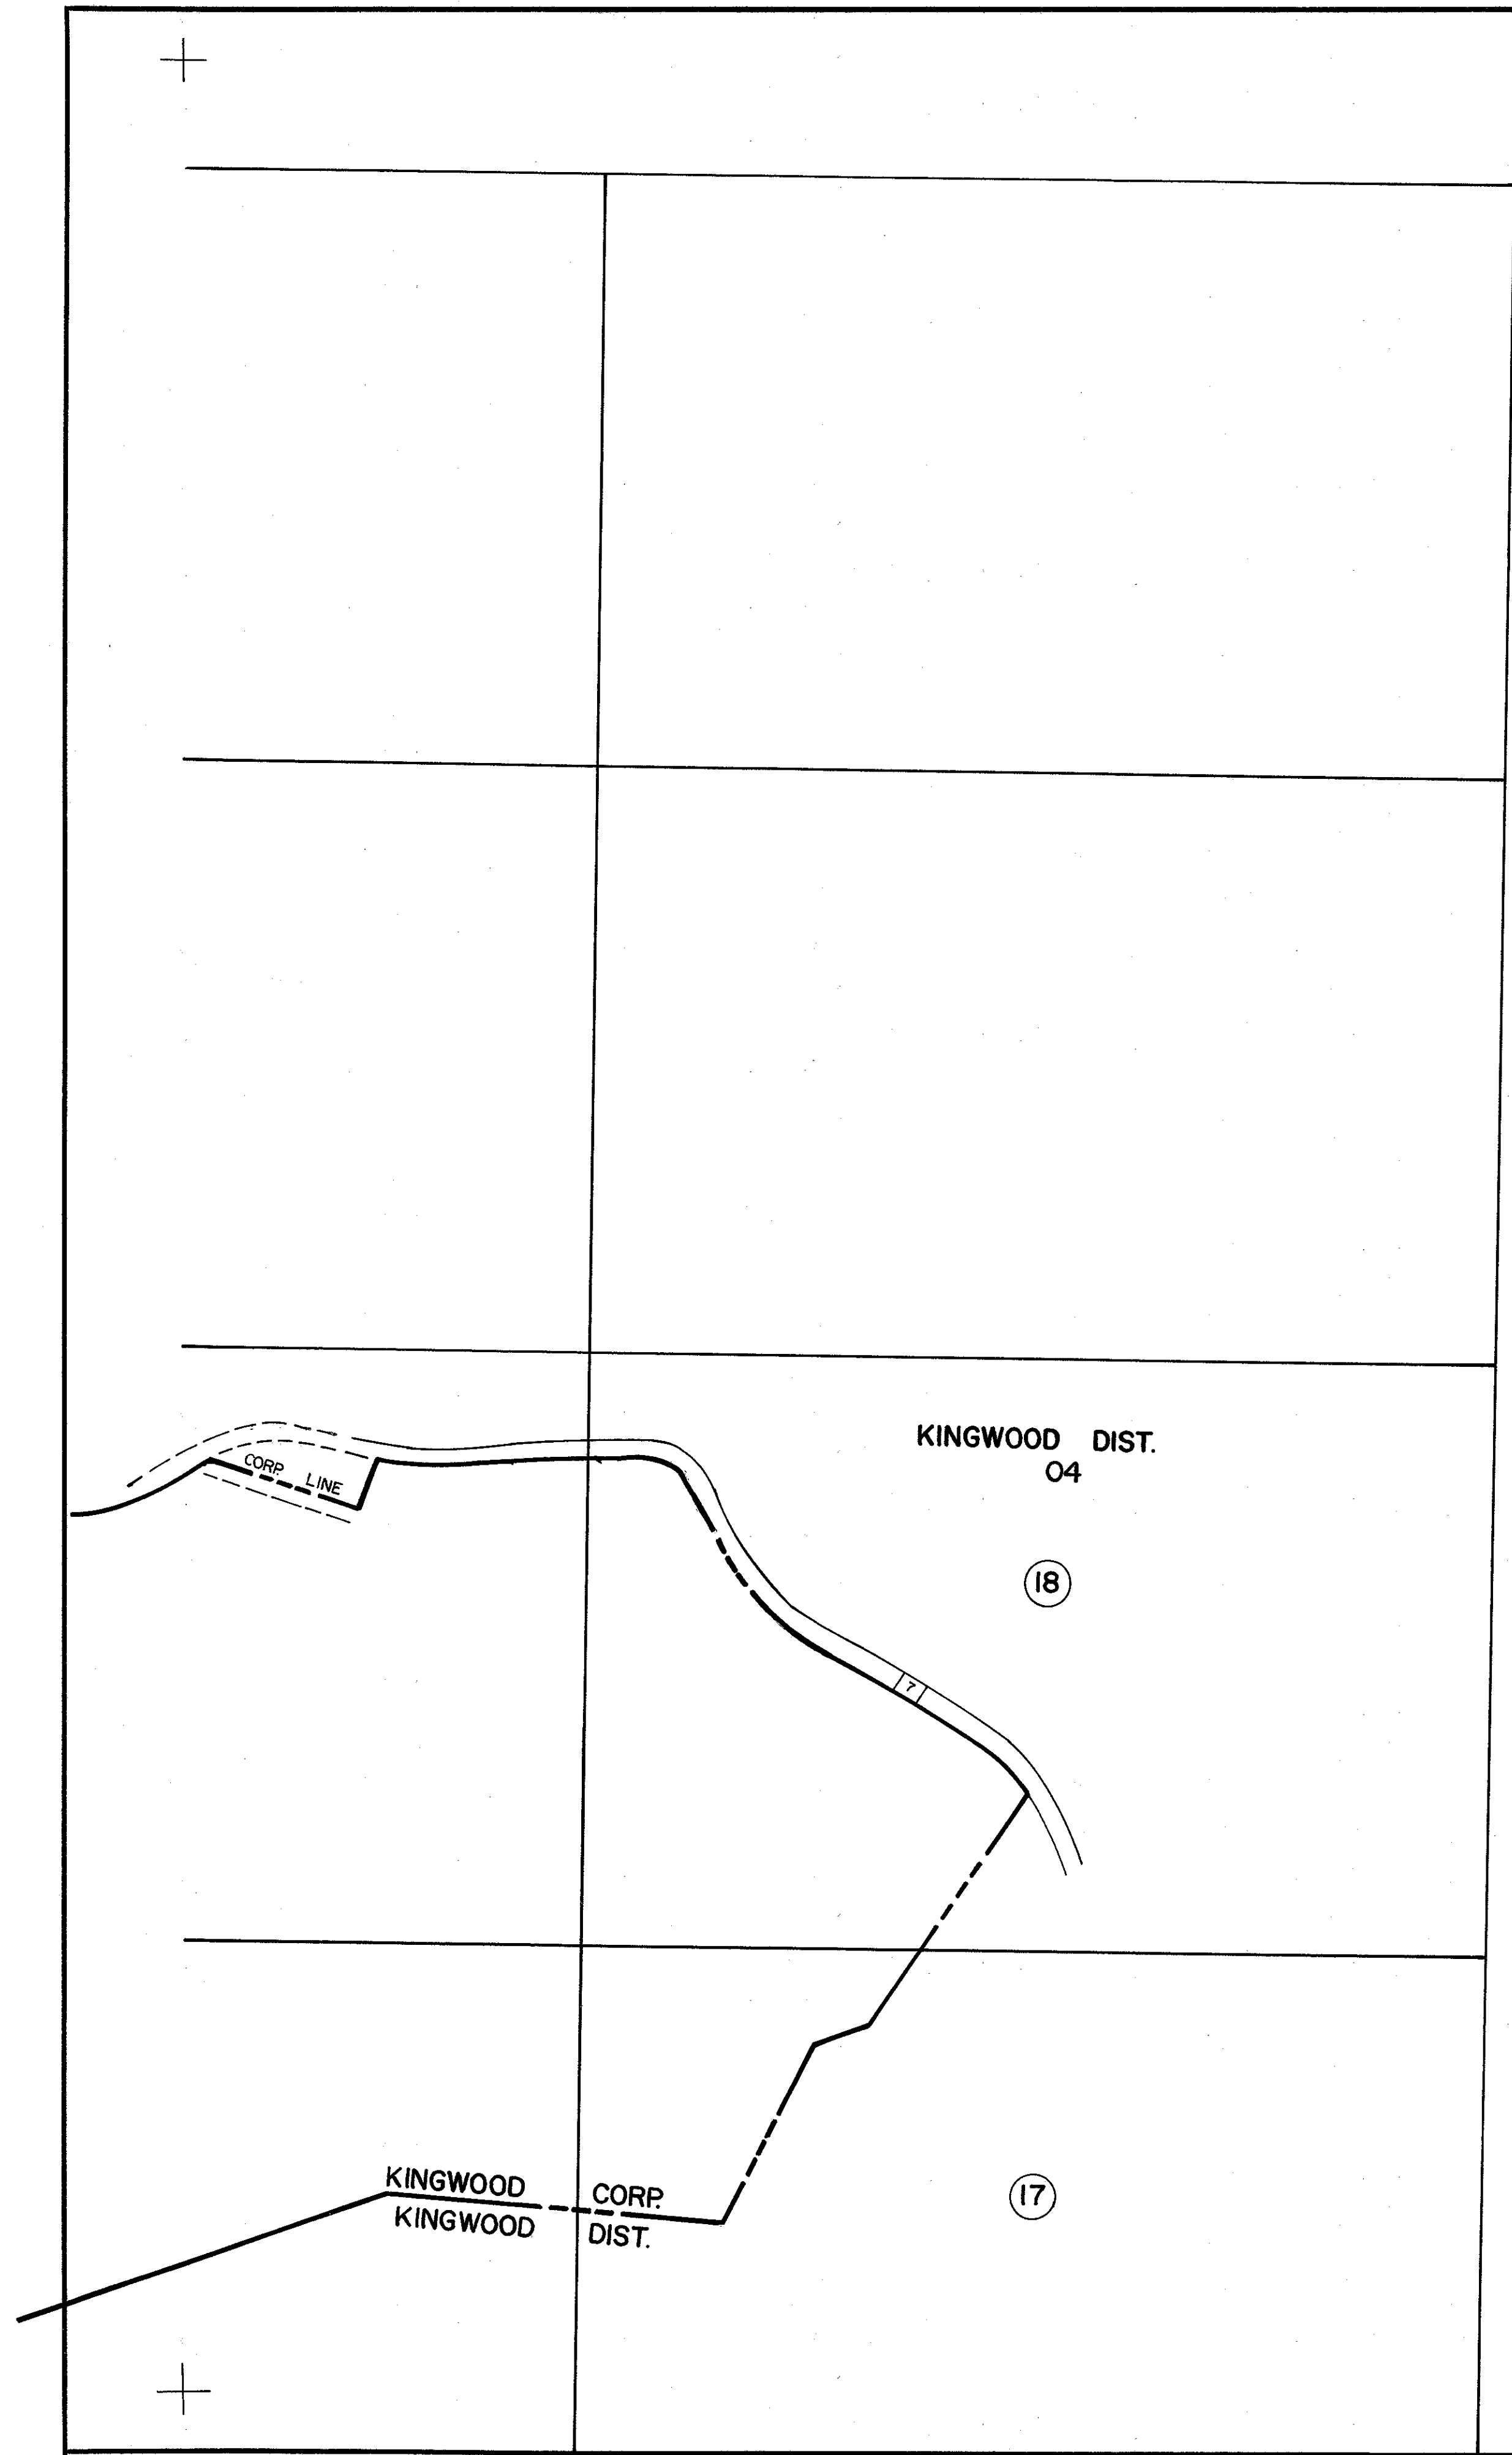 KINGWOOD DIST.
04
CORP. LINE
18
7
KINGWOOD CORP.
KINGWOOD DIST.
17